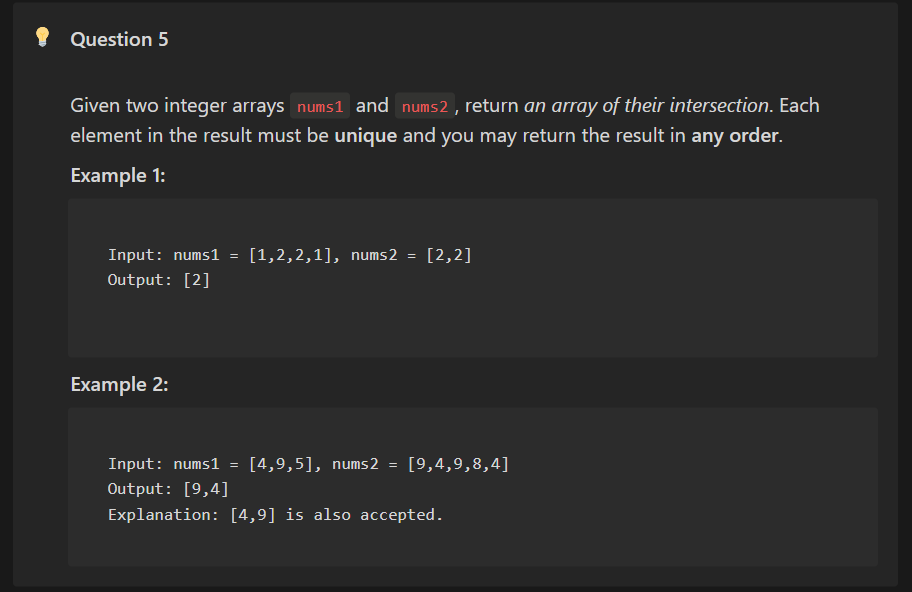 Question 5
Given two integer arrays nums1 and nums2, return an array of their intersection. Each
element in the result must be unique and you may return the result in any order.
Example 1:
Input: nums1 = [1,2,2,1], nums2 = [2,2]
Output: [2]
Example 2:
Input: nums1 = [4,9,5], nums2 = [9,4,9,8,4]
Output: [9,4]
Explanation: [4,9] is also accepted.